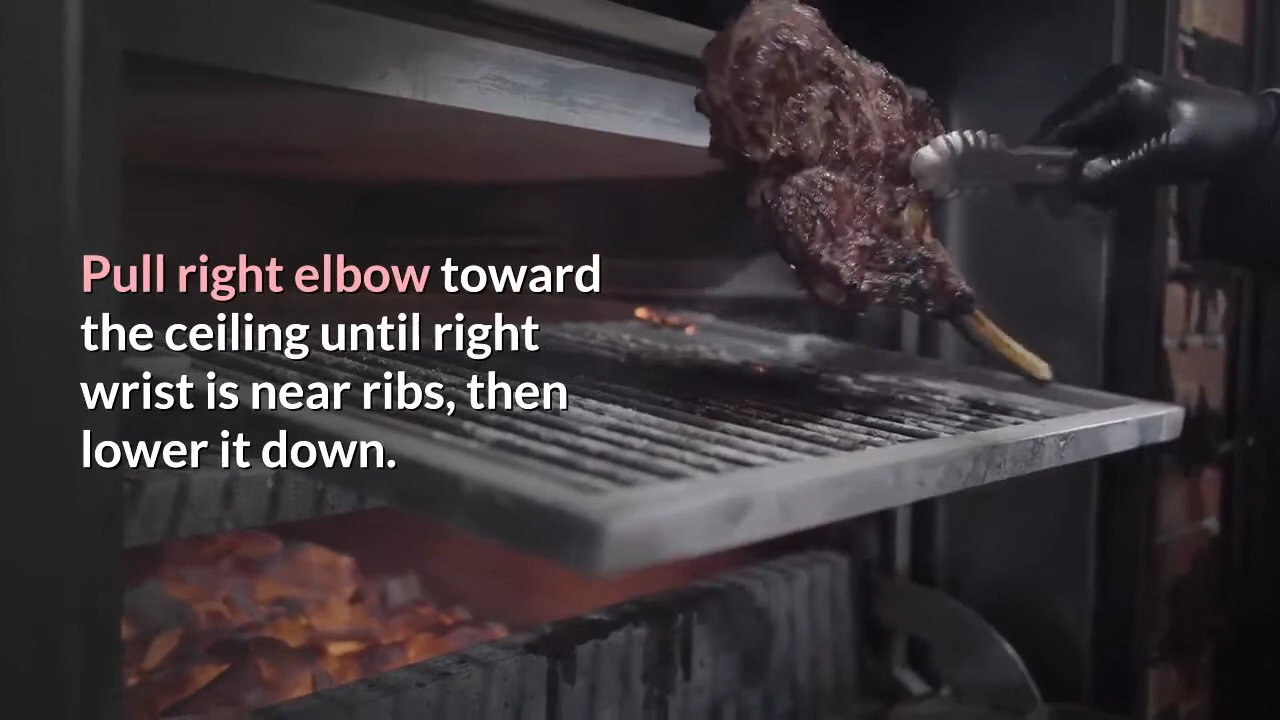 Pull right elbow toward
the ceiling until right
wrist is near ribs, then
lower it down.